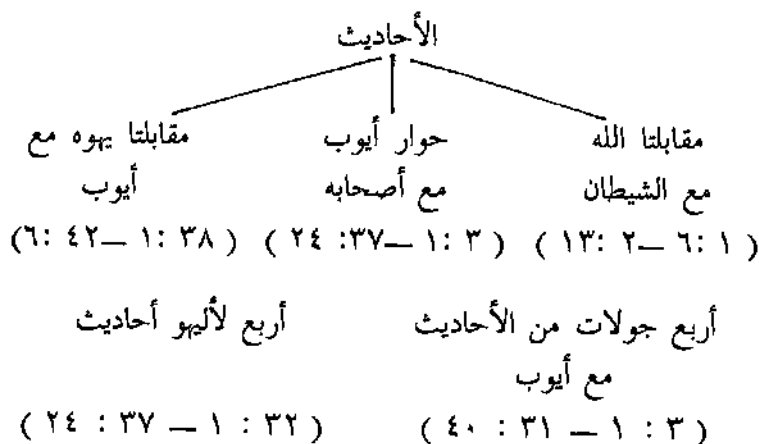 الأحاديث
مقابلتا الله حوار أيوب مقابلتا يهوه مع
مع الشيطان مع أصحابه أيوب
( ١ :٦ —٢ :١٣ ) ( ٣ :١ —٣٧: ٢٤ ) ( ٣٨ :١ —٤٢ :٦)
أربع جولات من الأحاديث أربع لأليهو أحاديث
مع أيوب
( ٣ : ١ — ٣١ : ٤٠ ) ( ٣٢ : ١ — ٣٧ : ٢٤ )